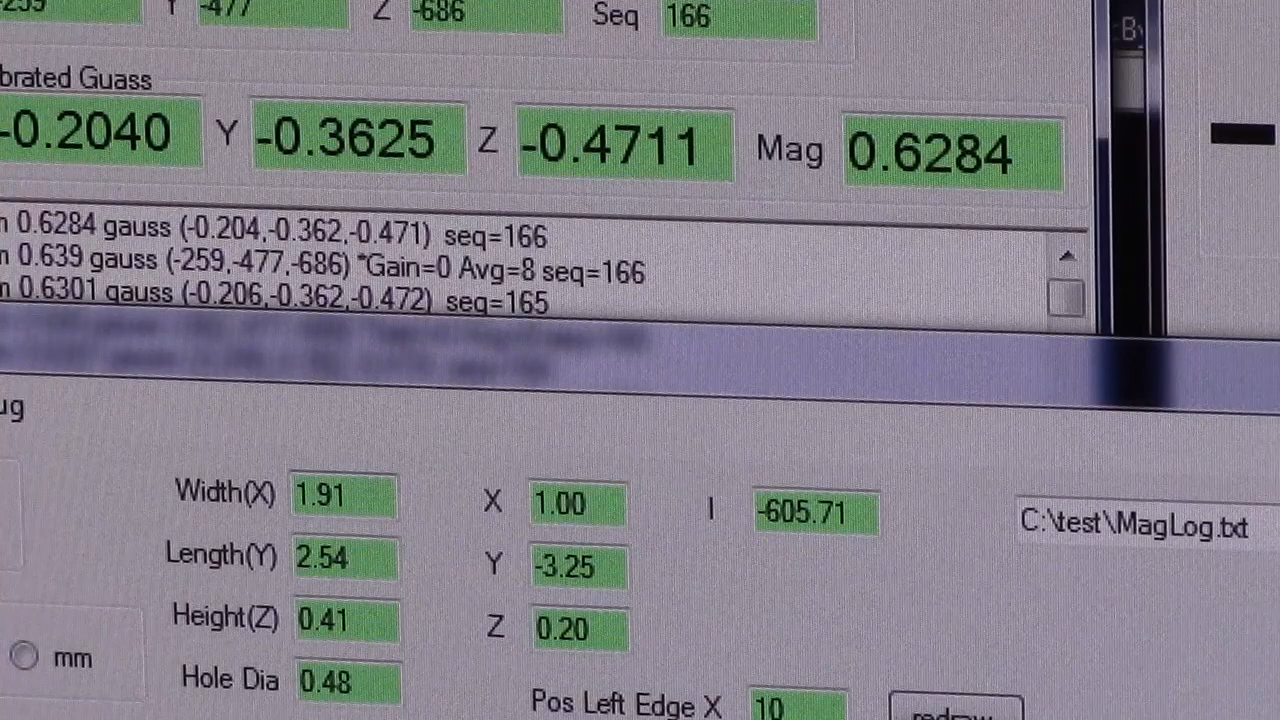 -259 Y -477 Z -686 Seq 166
brated Guass
-0.2040 Y -0.3625 Z -0.4711 Mag 0.6284
n 0.6284 gauss (-0.204,-0.362,-0.471) seq=166
n 0.639 gauss (-259,-477,-686) *Gain=0 Avg=8 seq=166
n 0.6301 gauss (-0.206,-0.362,-0.472) seq=165
ug
Width(X) 1.91 X 1.00 I -605.71 C:\test\MagLog.txt
Length(Y) 2.54 Y -3.25
Height(Z) 0.41 Z 0.20
mm
Hole Dia 0.48
Pos Left Edge X 10 redraw